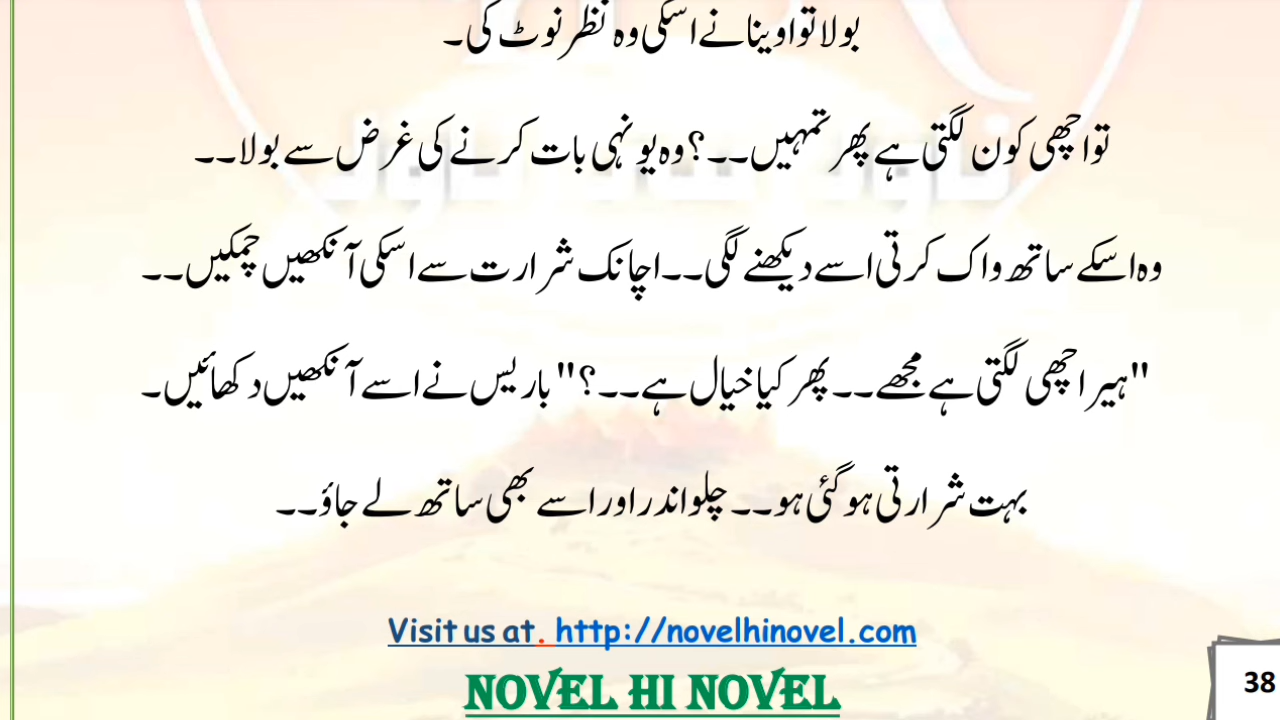 بولا تو اوینا نے اسکی وہ نظر نوٹ کی۔
تو اچھی کون لگتی ہے پھر تمہیں۔۔؟ وہ یونہی بات کرنے کی غرض سے بولا۔۔
وہ اسکے ساتھ واک کرتی اسے دیکھنے لگی۔۔ اچانک شرارت سے اسکی آنکھیں چمکیں۔۔
"ہیر اچھی لگتی ہے مجھے۔۔ پھر کیا خیال ہے۔۔؟" باریس نے اسے آنکھیں دکھائیں۔
بہت شرارتی ہو گئی ہو۔۔ چلو اندر اور اسے بھی ساتھ لے جاؤ۔۔
Visit us at. http://novelhinovel.com
NOVEL HI NOVEL
38